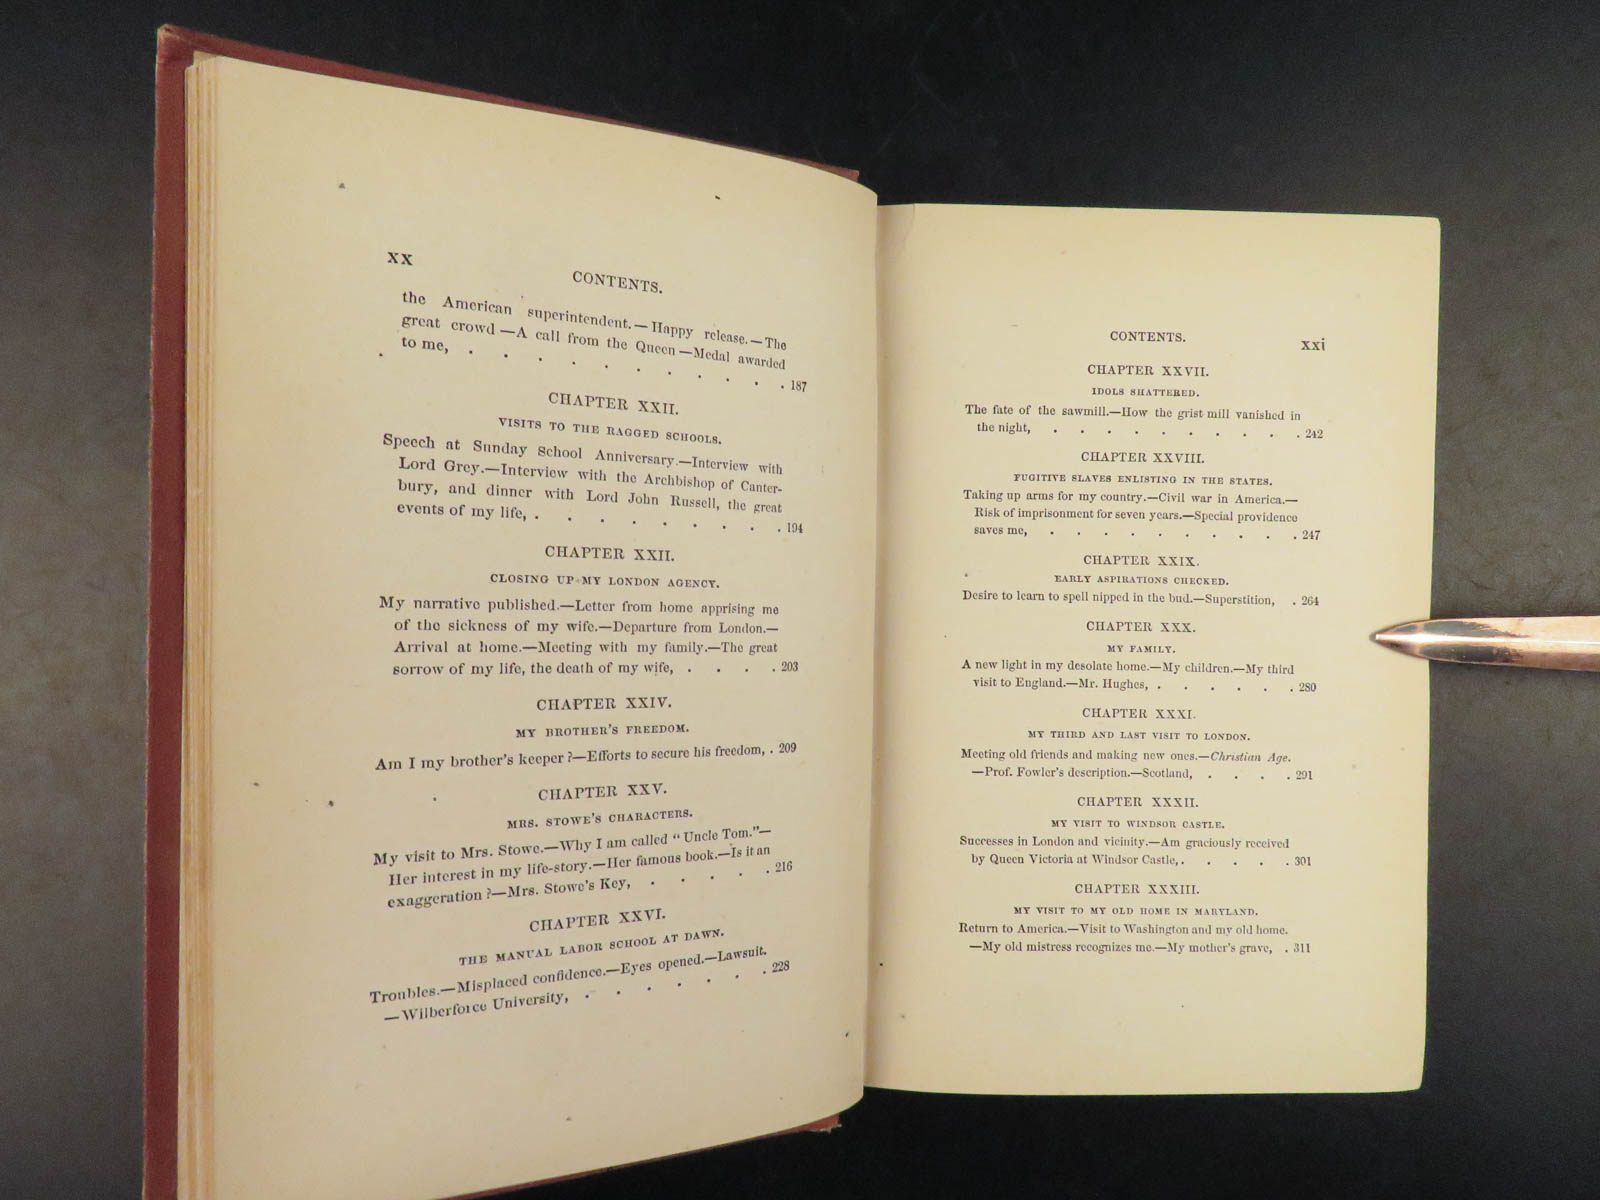 XX
CONTENTS.
the American superintendent.—Happy release.—The
great crowd—A call from the Queen—Medal awarded
to me, . . . . . . . . . . 187
CHAPTER XXII.
VISITS TO THE RAGGED SCHOOLS.
Speech at Sunday School Anniversary.—Interview with
Lord Grey.—Interview with the Archbishop of Canter-
bury, and dinner with Lord John Russell, the great
events of my life, . . . . . . . . . 194
CHAPTER XXII.
CLOSING UP MY LONDON AGENCY.
My narrative published.—Letter from home apprising me
of the sickness of my wife.—Departure from London.—
Arrival at home.—Meeting with my family.—The great
sorrow of my life, the death of my wife, . . . . 203
CHAPTER XXIV.
MY BROTHER'S FREEDOM.
Am I my brother's keeper?—Efforts to secure his freedom, . 209
CHAPTER XXV.
MRS. STOWE'S CHARACTERS.
My visit to Mrs. Stowe.—Why I am called "Uncle Tom."—
Her interest in my life-story.—Her famous book.—Is it an
exaggeration?—Mrs. Stowe's Key, . . . . . 216
CHAPTER XXVI.
THE MANUAL LABOR SCHOOL AT DAWN.
Troubles.—Misplaced confidence.—Eyes opened.—Lawsuit.
—Wilberforce University, . . . . . . . 228
CONTENTS.
xxi
CHAPTER XXVII.
IDOLS SHATTERED.
The fate of the sawmill.—How the grist mill vanished in
the night, . . . . . . . . . . 242
CHAPTER XXVIII.
FUGITIVE SLAVES ENLISTING IN THE STATES.
Taking up arms for my country.—Civil war in America.—
Risk of imprisonment for seven years.—Special providence
saves me, . . . . . . . . . . 247
CHAPTER XXIX.
EARLY ASPIRATIONS CHECKED.
Desire to learn to spell nipped in the bud.—Superstition, . 264
CHAPTER XXX.
MY FAMILY.
A new light in my desolate home.—My children.—My third
visit to England.—Mr. Hughes, . . . . . . 280
CHAPTER XXXI.
MY THIRD AND LAST VISIT TO LONDON.
Meeting old friends and making new ones.—Christian Age.
—Prof. Fowler's description.—Scotland, . . . . 291
CHAPTER XXXII.
MY VISIT TO WINDSOR CASTLE.
Successes in London and vicinity.—Am graciously received
by Queen Victoria at Windsor Castle, . . . . . 301
CHAPTER XXXIII.
MY VISIT TO MY OLD HOME IN MARYLAND.
Return to America.—Visit to Washington and my old home.
—My old mistress recognizes me.—My mother's grave, . 311